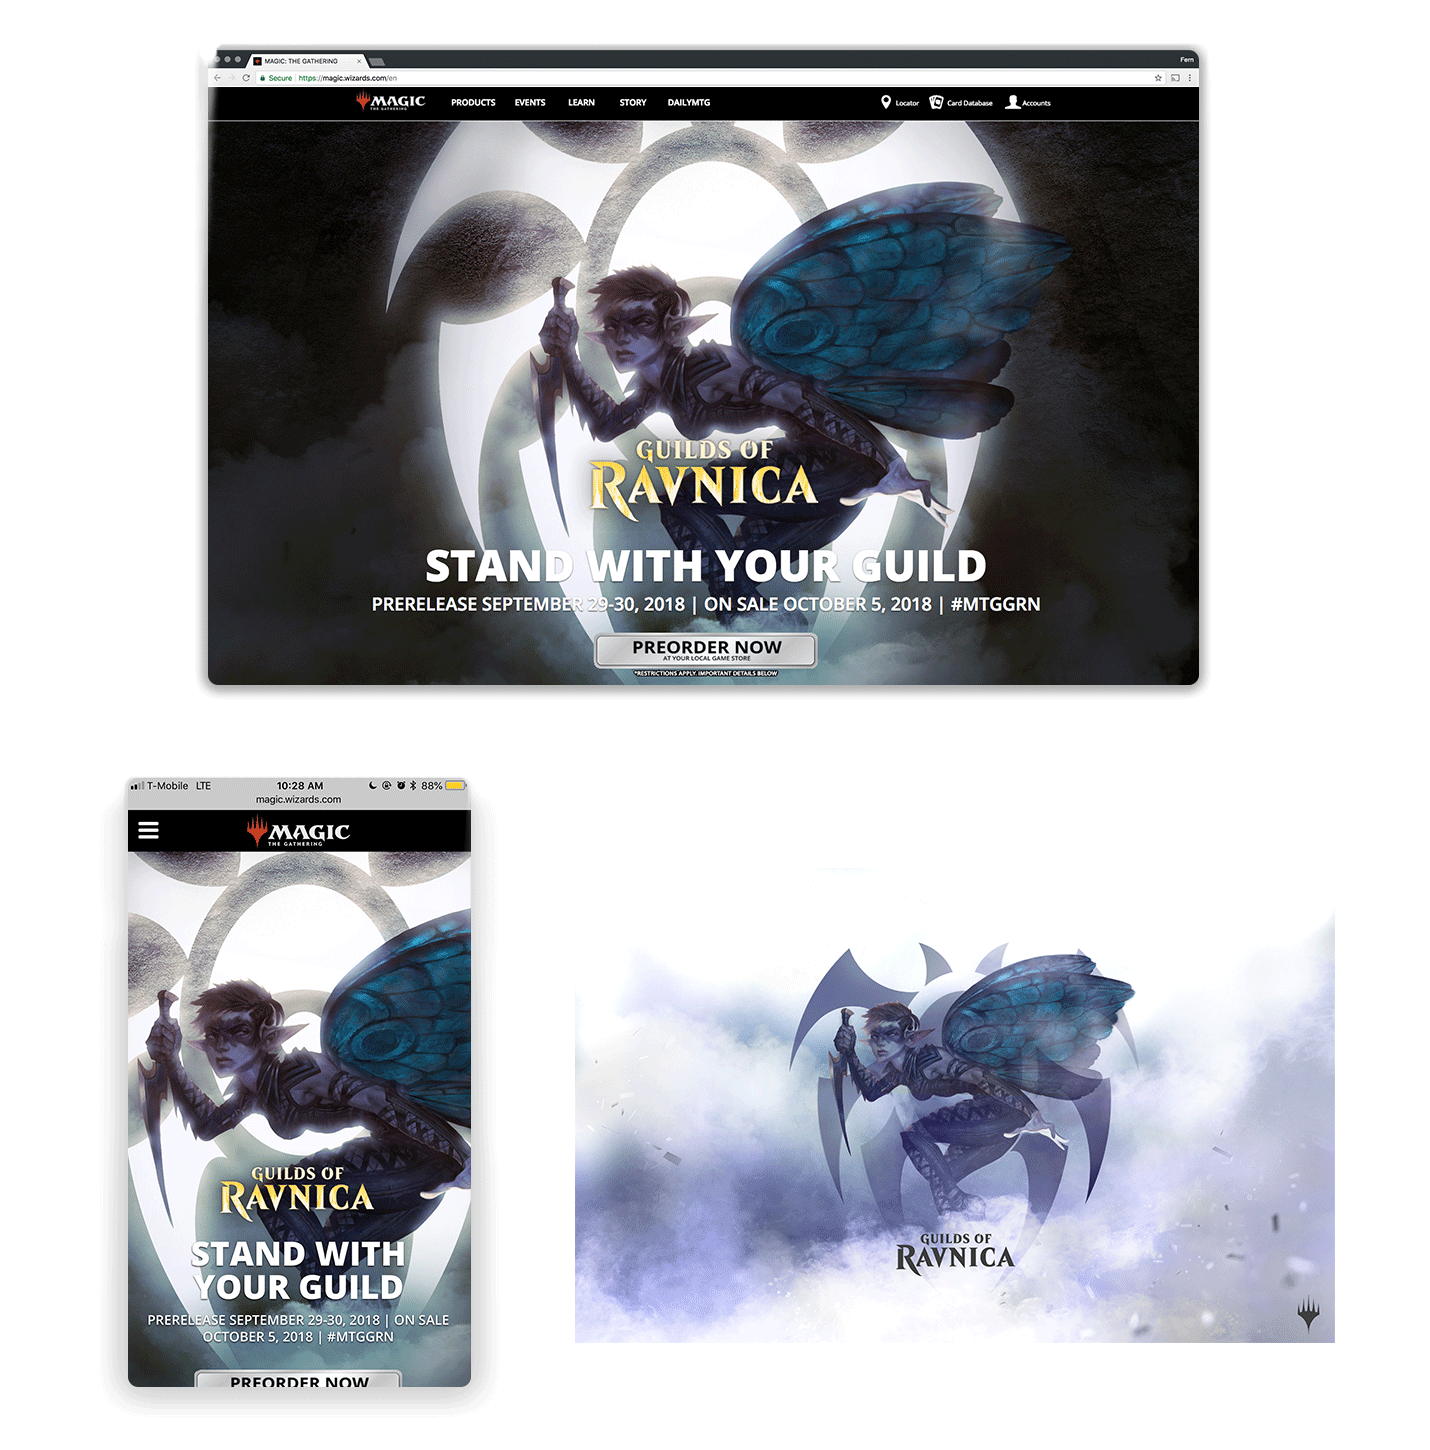 Fern
MAGIC: THE GATHERING
Secure https://magic.wizards.com/en
MAGIC
THE GATHERING
PRODUCTS EVENTS LEARN STORY DAILYMTG
Locator Card Database Accounts
GUILDS OF
RAVNICA
STAND WITH YOUR GUILD
PRERELEASE SEPTEMBER 29-30, 2018 | ON SALE OCTOBER 5, 2018 | #MTGGRN
PREORDER NOW
AT YOUR LOCAL GAME STORE
*RESTRICTIONS APPLY. IMPORTANT DETAILS BELOW
T-Mobile LTE 10:28 AM 88%
magic.wizards.com
MAGIC
THE GATHERING
GUILDS OF
RAVNICA
STAND WITH
YOUR GUILD
PRERELEASE SEPTEMBER 29-30, 2018 | ON SALE
OCTOBER 5, 2018 | #MTGGRN
PREORDER NOW
GUILDS OF
RAVNICA